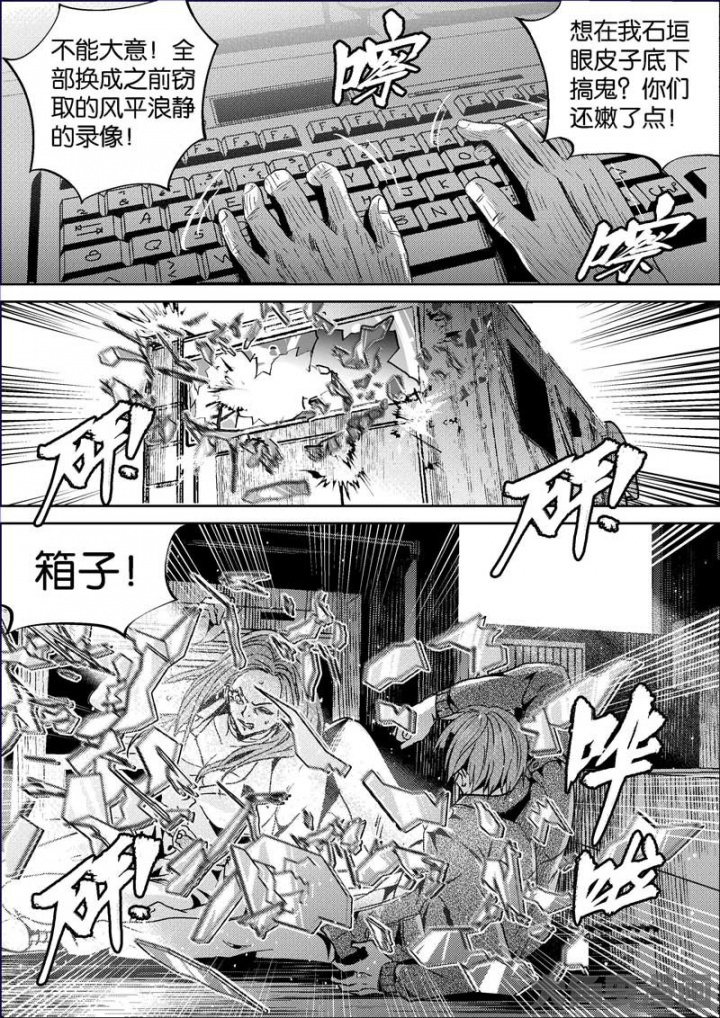 想在我石垣
眼皮子底下
搞鬼？你们
还嫩了点！
嚓
不能大意！全
部换成之前窃
取的风平浪静
的录像！
嚓
砰！
砰！
箱子！
哗
啦
砰！